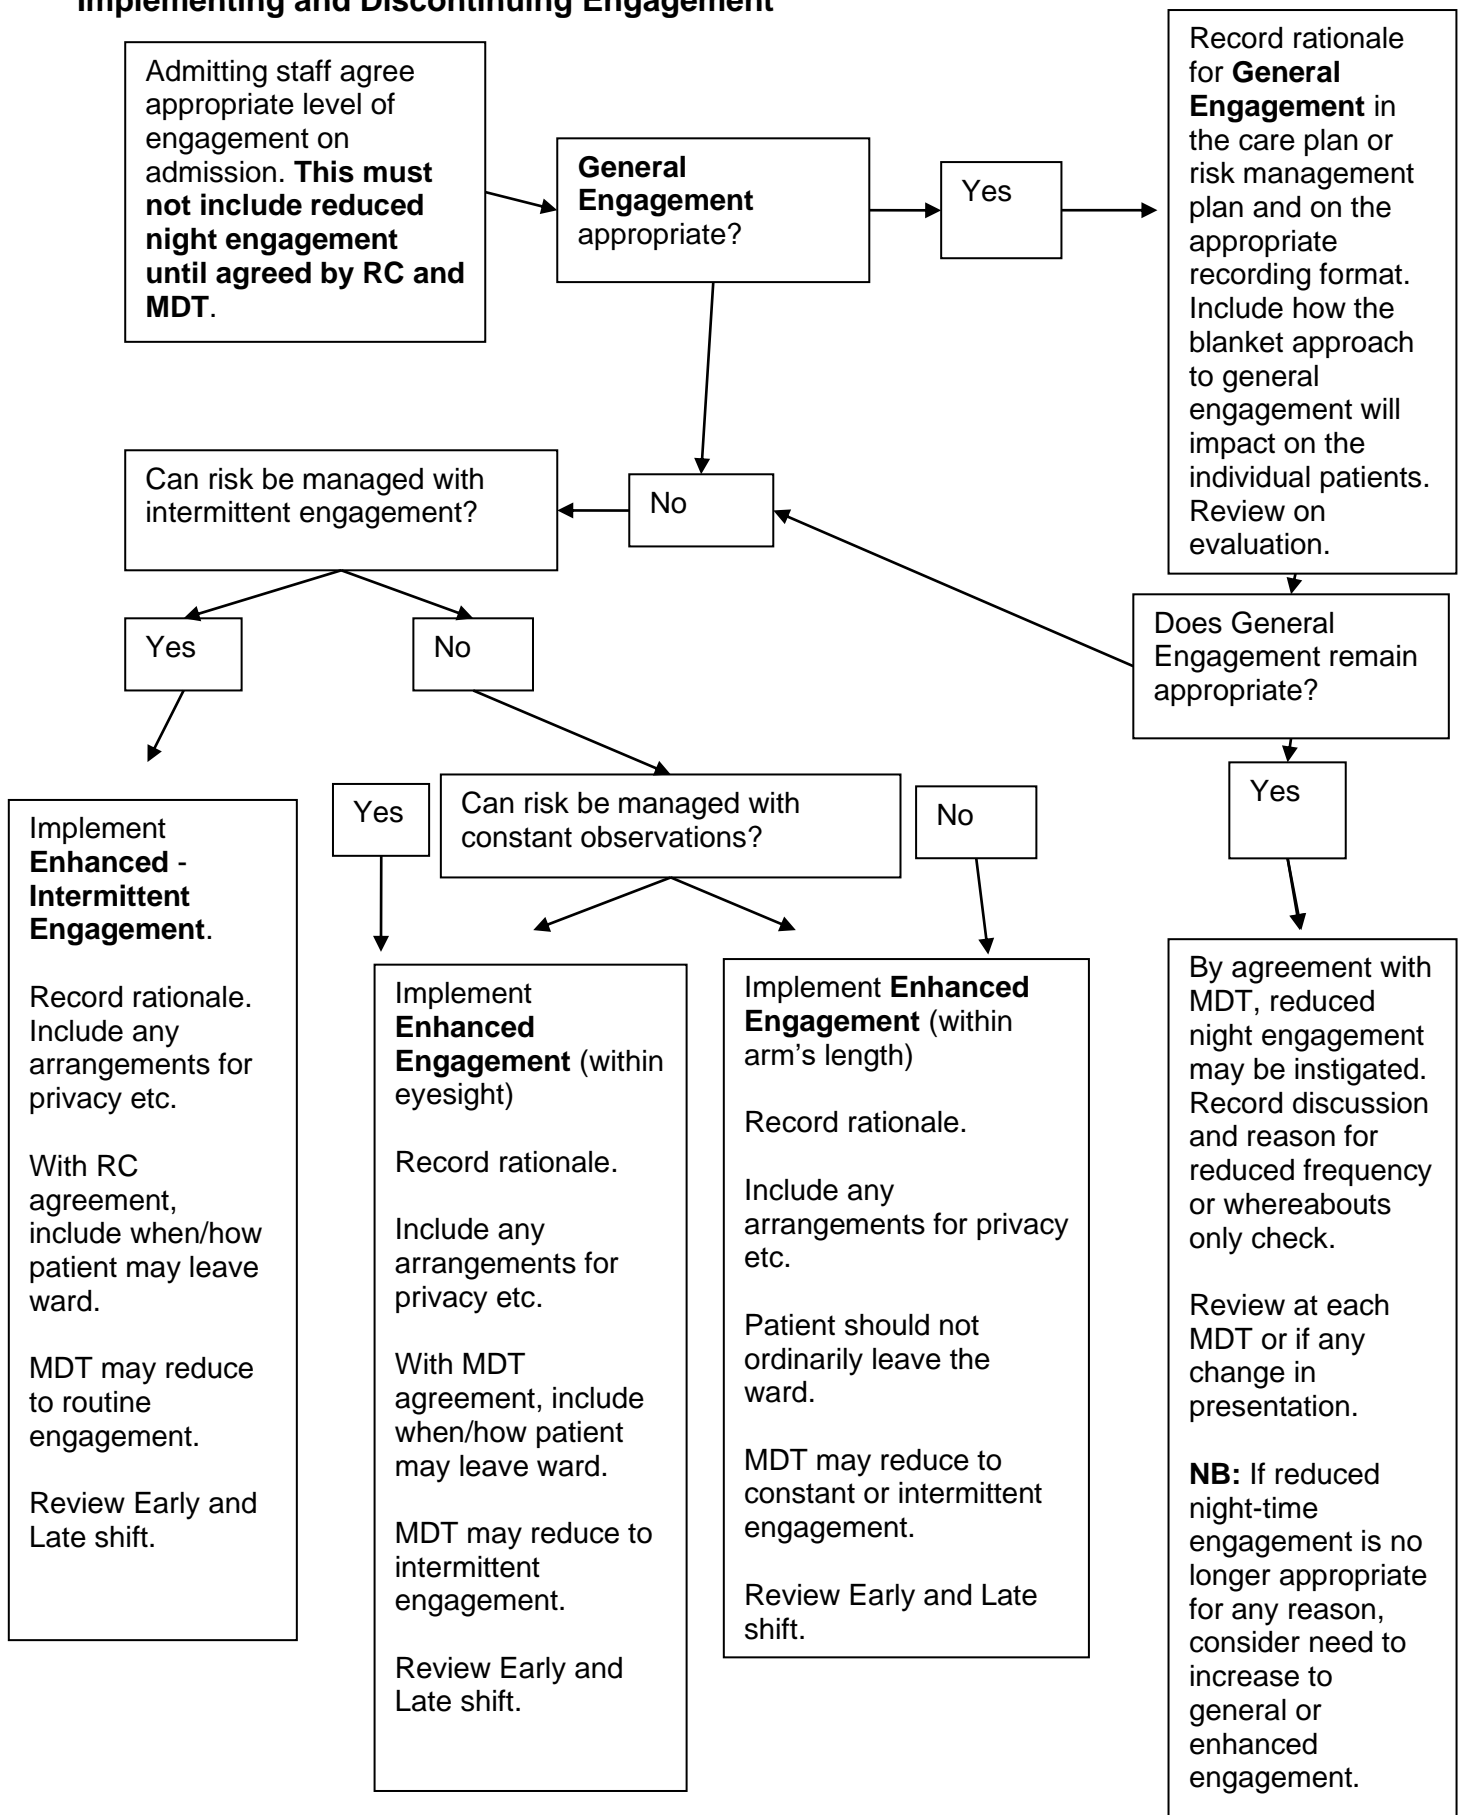 Implementing and Discontinuing Engagement
Admitting staff agree
appropriate level of
engagement on
admission. This must
not include reduced
night engagement
until agreed by RC and
MDT.
General
Engagement
appropriate?
Yes
Record rationale
for General
Engagement in
the care plan or
risk management
plan and on the
appropriate
recording format.
Include how the
blanket approach
to general
engagement will
impact on the
individual patients.
Review on
evaluation.
Can risk be managed with
intermittent engagement?
No
Yes
No
Does General
Engagement remain
appropriate?
Yes
Can risk be managed with
constant observations?
No
Yes
Implement
Enhanced -
Intermittent
Engagement.
Record rationale.
Include any
arrangements for
privacy etc.
With RC
agreement,
include when/how
patient may leave
ward.
MDT may reduce
to routine
engagement.
Review Early and
Late shift.
Implement
Enhanced
Engagement (within
eyesight)
Record rationale.
Include any
arrangements for
privacy etc.
With MDT
agreement, include
when/how patient
may leave ward.
MDT may reduce to
intermittent
engagement.
Review Early and
Late shift.
Implement Enhanced
Engagement (within
arm's length)
Record rationale.
Include any
arrangements for privacy
etc.
Patient should not
ordinarily leave the
ward.
MDT may reduce to
constant or intermittent
engagement.
Review Early and Late
shift.
By agreement with
MDT, reduced
night engagement
may be instigated.
Record discussion
and reason for
reduced frequency
or whereabouts
only check.
Review at each
MDT or if any
change in
presentation.
NB: If reduced
night-time
engagement is no
longer appropriate
for any reason,
consider need to
increase to
general or
enhanced
engagement.